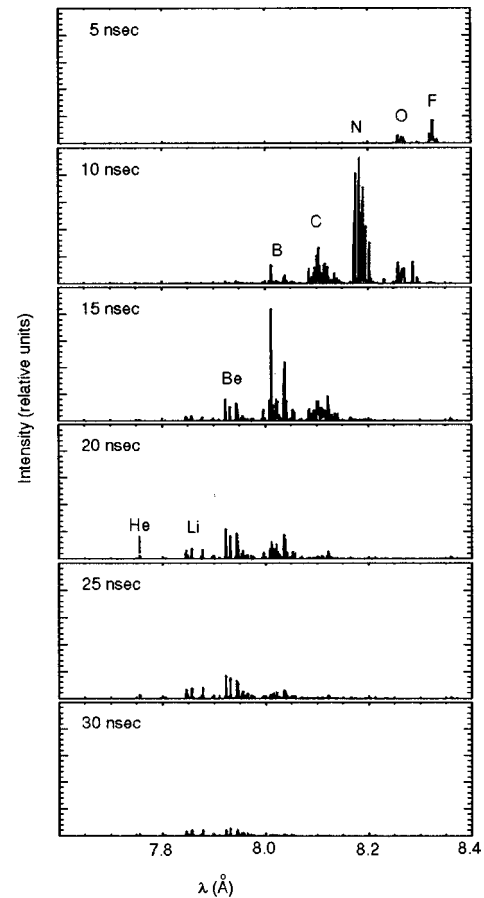 5 nsec
N
O
F
10 nsec
B
C
15 nsec
Be
Intensity (relative units)
20 nsec
He
Li
25 nsec
30 nsec
7.8
8.0
8.2
8.4
λ (Å)